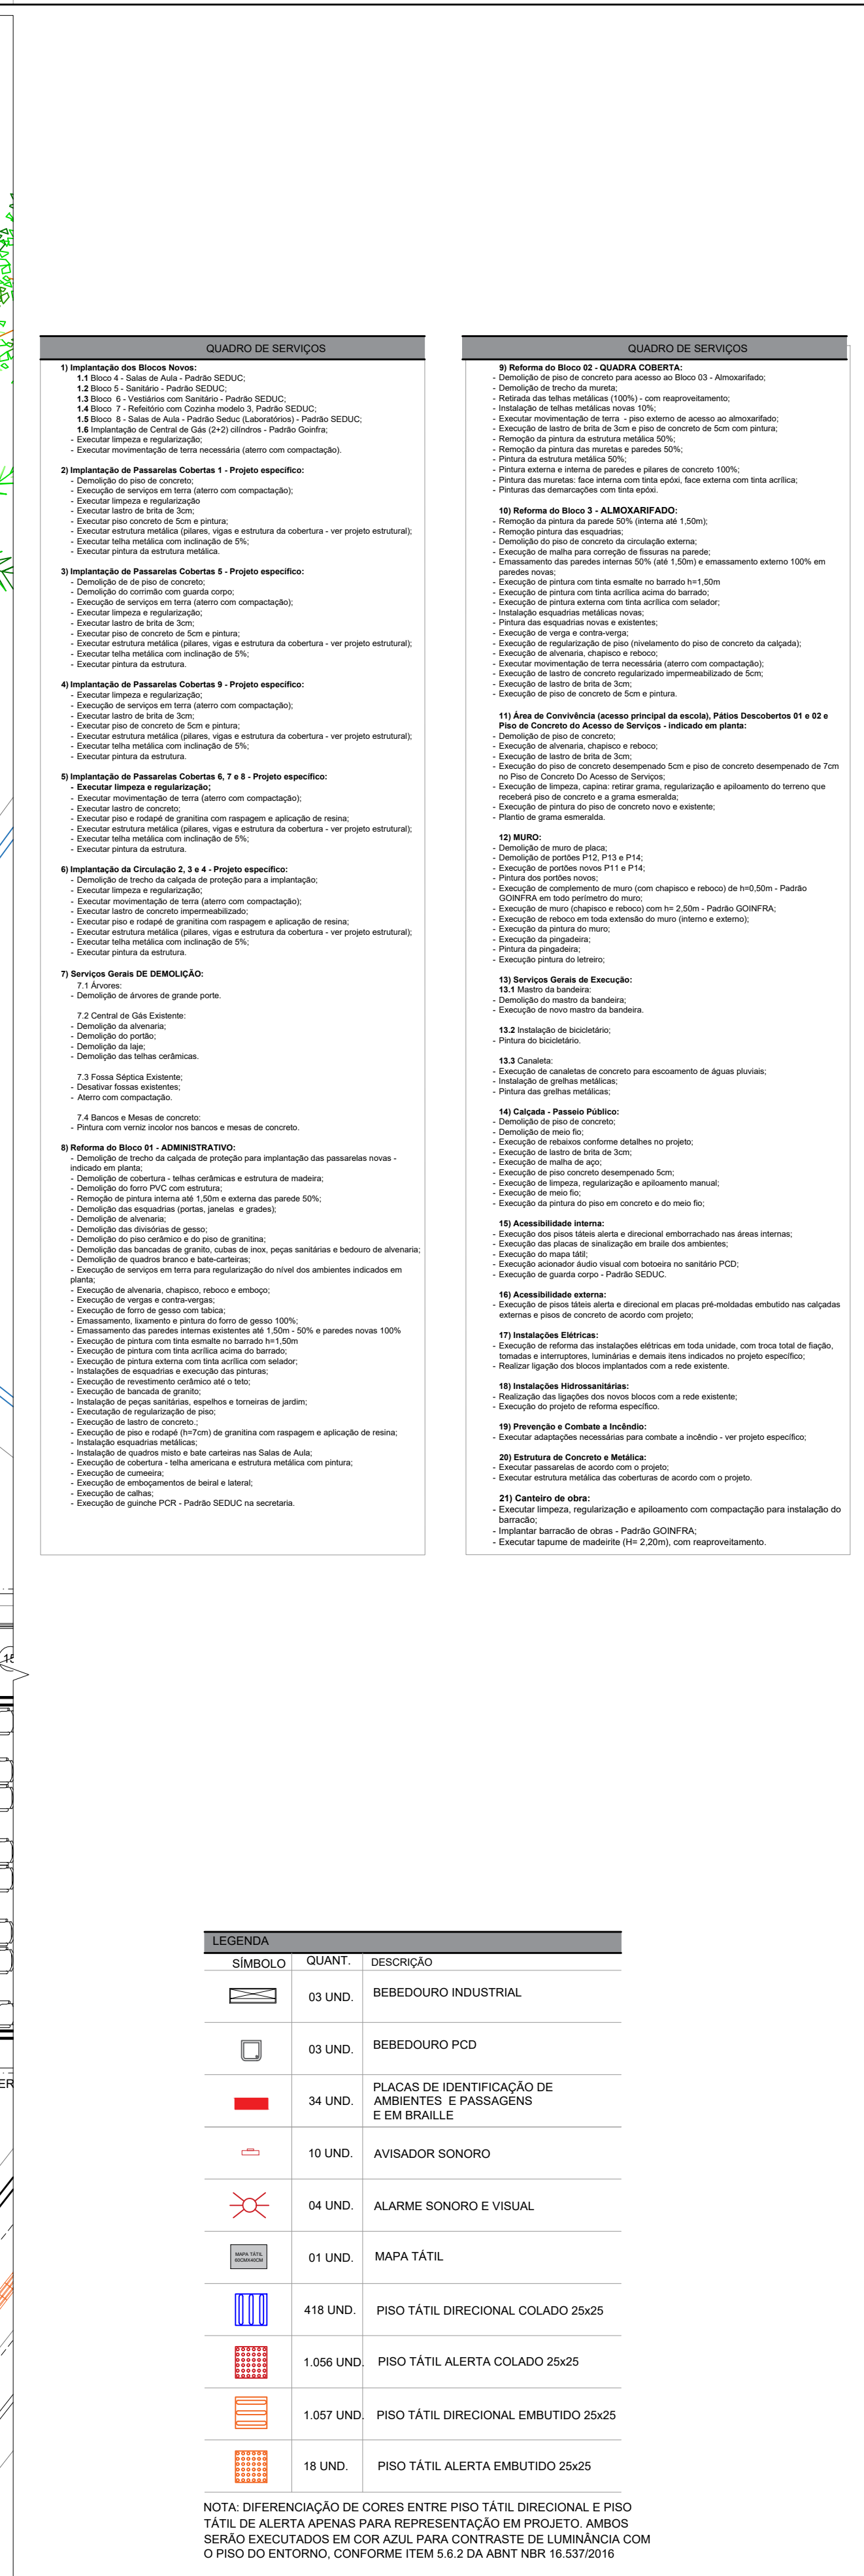 QUADRO DE SERVIÇOS
1) Implantação dos Blocos Novos:
1.1 Bloco 4 - Salas de Aula - Padrão SEDUC;
1.2 Bloco 5 - Sanitário - Padrão SEDUC;
1.3 Bloco 6 - Vestiários com Sanitário - Padrão SEDUC;
1.4 Bloco 7 - Refeitório com Cozinha modelo 3, Padrão SEDUC;
1.5 Bloco 8 - Salas de Aula - Padrão Seduc (Laboratórios) - Padrão SEDUC;
1.6 Implantação de Central de Gás (2+2) cilíndros - Padrão Goinfra;
- Executar limpeza e regularização;
- Executar movimentação de terra necessária (aterro com compactação).
2) Implantação de Passarelas Cobertas 1 - Projeto específico:
- Demolição do piso de concreto;
- Execução de serviços em terra (aterro com compactação);
- Executar limpeza e regularização
- Executar lastro de brita de 3cm;
- Executar piso concreto de 5cm e pintura;
- Executar estrutura metálica (pilares, vigas e estrutura da cobertura - ver projeto estrutural);
- Executar telha metálica com inclinação de 5%;
- Executar pintura da estrutura metálica.
3) Implantação de Passarelas Cobertas 5 - Projeto específico:
- Demolição de de piso de concreto;
- Demolição do corrimão com guarda corpo;
- Execução de serviços em terra (aterro com compactação);
- Executar limpeza e regularização;
- Executar lastro de brita de 3cm;
- Executar piso de concreto de 5cm e pintura;
- Executar estrutura metálica (pilares, vigas e estrutura da cobertura - ver projeto estrutural);
- Executar telha metálica com inclinação de 5%;
- Executar pintura da estrutura.
4) Implantação de Passarelas Cobertas 9 - Projeto específico:
- Executar limpeza e regularização;
- Execução de serviços em terra (aterro com compactação);
- Executar lastro de brita de 3cm;
- Executar piso de concreto de 5cm e pintura;
- Executar estrutura metálica (pilares, vigas e estrutura da cobertura - ver projeto estrutural);
- Executar telha metálica com inclinação de 5%;
- Executar pintura da estrutura.
5) Implantação de Passarelas Cobertas 6, 7 e 8 - Projeto específico:
- Executar limpeza e regularização;
- Executar movimentação de terra (aterro com compactação);
- Executar lastro de concreto;
- Executar piso e rodapé de granitina com raspagem e aplicação de resina;
- Executar estrutura metálica (pilares, vigas e estrutura da cobertura - ver projeto estrutural);
- Executar telha metálica com inclinação de 5%;
- Executar pintura da estrutura.
6) Implantação da Circulação 2, 3 e 4 - Projeto específico:
- Demolição de trecho da calçada de proteção para a implantação;
- Executar limpeza e regularização;
- Executar movimentação de terra (aterro com compactação);
- Executar lastro de concreto impermeabilizado;
- Executar piso e rodapé de granitina com raspagem e aplicação de resina;
- Executar estrutura metálica (pilares, vigas e estrutura da cobertura - ver projeto estrutural);
- Executar telha metálica com inclinação de 5%;
- Executar pintura da estrutura.
7) Serviços Gerais DE DEMOLIÇÃO:
7.1 Árvores:
- Demolição de árvores de grande porte.
7.2 Central de Gás Existente:
- Demolição da alvenaria;
- Demolição do portão;
- Demolição da laje;
- Demolição das telhas cerâmicas.
7.3 Fossa Séptica Existente;
- Desativar fossas existentes;
- Aterro com compactação.
7.4 Bancos e Mesas de concreto:
- Pintura com verniz incolor nos bancos e mesas de concreto.
8) Reforma do Bloco 01 - ADMINISTRATIVO:
- Demolição de trecho da calçada de proteção para implantação das passarelas novas -
indicado em planta;
- Demolição de cobertura - telhas cerâmicas e estrutura de madeira;
- Demolição do forro PVC com estrutura;
- Remoção de pintura interna até 1,50m e externa das parede 50%;
- Demolição das esquadrias (portas, janelas e grades);
- Demolição de alvenaria;
- Demolição das divisórias de gesso;
- Demolição do piso cerâmico e do piso de granitina;
- Demolição das bancadas de granito, cubas de inox, peças sanitárias e bedouro de alvenaria;
- Demolição de quadros branco e bate-carteiras;
- Execução de serviços em terra para regularização do nível dos ambientes indicados em
planta;
- Execução de alvenaria, chapisco, reboco e emboço;
- Execução de vergas e contra-vergas;
- Execução de forro de gesso com tabica;
- Emassamento, lixamento e pintura do forro de gesso 100%;
- Emassamento das paredes internas existentes até 1,50m - 50% e paredes novas 100%
- Execução de pintura com tinta esmalte no barrado h=1,50m
- Execução de pintura com tinta acrílica acima do barrado;
- Execução de pintura externa com tinta acrílica com selador;
- Instalações de esquadrias e execução das pinturas;
- Execução de revestimento cerâmico até o teto;
- Execução de bancada de granito;
- Instalação de peças sanitárias, espelhos e torneiras de jardim;
- Executação de regularização de piso;
- Execução de lastro de concreto.;
- Execução de piso e rodapé (h=7cm) de granitina com raspagem e aplicação de resina;
- Instalação esquadrias metálicas;
- Instalação de quadros misto e bate carteiras nas Salas de Aula;
- Execução de cobertura - telha americana e estrutura metálica com pintura;
- Execução de cumeeira;
- Execução de emboçamentos de beiral e lateral;
- Execução de calhas;
- Execução de guinche PCR - Padrão SEDUC na secretaria.
QUADRO DE SERVIÇOS
9) Reforma do Bloco 02 - QUADRA COBERTA:
- Demolição de piso de concreto para acesso ao Bloco 03 - Almoxarifado;
- Demolição de trecho da mureta;
- Retirada das telhas metálicas (100%) - com reaproveitamento;
- Instalação de telhas metálicas novas 10%;
- Executar movimentação de terra - piso externo de acesso ao almoxarifado;
- Execução de lastro de brita de 3cm e piso de concreto de 5cm com pintura;
- Remoção da pintura da estrutura metálica 50%;
- Remoção da pintura das muretas e paredes 50%;
- Pintura da estrutura metálica 50%;
- Pintura externa e interna de paredes e pilares de concreto 100%;
- Pintura das muretas: face interna com tinta epóxi, face externa com tinta acrílica;
- Pinturas das demarcações com tinta epóxi.
10) Reforma do Bloco 3 - ALMOXARIFADO:
- Remoção da pintura da parede 50% (interna até 1,50m);
- Remoção pintura das esquadrias;
- Demolição do piso de concreto da circulação externa;
- Execução de malha para correção de fissuras na parede;
- Emassamento das paredes internas 50% (até 1,50m) e emassamento externo 100% em
paredes novas;
- Execução de pintura com tinta esmalte no barrado h=1,50m
- Execução de pintura com tinta acrílica acima do barrado;
- Execução de pintura externa com tinta acrílica com selador;
- Instalação esquadrias metálicas novas;
- Pintura das esquadrias novas e existentes;
- Execução de verga e contra-verga;
- Execução de regularização de piso (nivelamento do piso de concreto da calçada);
- Execução de alvenaria, chapisco e reboco;
- Executar movimentação de terra necessária (aterro com compactação);
- Execução de lastro de concreto regularizado impermeabilizado de 5cm;
- Execução de lastro de brita de 3cm;
- Execução de piso de concreto de 5cm e pintura.
11) Área de Convivência (acesso principal da escola), Pátios Descobertos 01 e 02 e
Piso de Concreto do Acesso de Serviços - indicado em planta:
- Demolição de piso de concreto;
- Execução de alvenaria, chapisco e reboco;
- Execução de lastro de brita de 3cm;
- Execução do piso de concreto desempenado 5cm e piso de concreto desempenado de 7cm
no Piso de Concreto Do Acesso de Serviços;
- Execução de limpeza, capina: retirar grama, regularização e apiloamento do terreno que
receberá piso de concreto e a grama esmeralda;
- Execução de pintura do piso de concreto novo e existente;
- Plantio de grama esmeralda.
12) MURO:
- Demolição de muro de placa;
- Demolição de portões P12, P13 e P14;
- Execução de portões novos P11 e P14;
- Pintura dos portões novos;
- Execução de complemento de muro (com chapisco e reboco) de h=0,50m - Padrão
GOINFRA em todo perímetro do muro;
- Execução de muro (chapisco e reboco) com h= 2,50m - Padrão GOINFRA;
- Execução de reboco em toda extensão do muro (interno e externo);
- Execução da pintura do muro;
- Execução da pingadeira;
- Pintura da pingadeira;
- Execução pintura do letreiro;
13) Serviços Gerais de Execução:
13.1 Mastro da bandeira:
- Demolição do mastro da bandeira;
- Execução de novo mastro da bandeira.
13.2 Instalação de bicicletário;
- Pintura do bicicletário.
13.3 Canaleta:
- Execução de canaletas de concreto para escoamento de águas pluviais;
- Instalação de grelhas metálicas;
- Pintura das grelhas metálicas;
14) Calçada - Passeio Público:
- Demolição de piso de concreto;
- Demolição de meio fio;
- Execução de rebaixos conforme detalhes no projeto;
- Execução de lastro de brita de 3cm;
- Execução de malha de aço;
- Execução de piso concreto desempenado 5cm;
- Execução de limpeza, regularização e apiloamento manual;
- Execução de meio fio;
- Execução da pintura do piso em concreto e do meio fio;
15) Acessibilidade interna:
- Execução dos pisos táteis alerta e direcional emborrachado nas áreas internas;
- Execução das placas de sinalização em braile dos ambientes;
- Execução do mapa tátil;
- Execução acionador áudio visual com botoeira no sanitário PCD;
- Execução de guarda corpo - Padrão SEDUC.
16) Acessibilidade externa:
- Execução de pisos táteis alerta e direcional em placas pré-moldadas embutido nas calçadas
externas e pisos de concreto de acordo com projeto;
17) Instalações Elétricas:
- Execução de reforma das instalações elétricas em toda unidade, com troca total de fiação,
tomadas e interruptores, luminárias e demais itens indicados no projeto específico;
- Realizar ligação dos blocos implantados com a rede existente.
18) Instalações Hidrossanitárias:
- Realização das ligações dos novos blocos com a rede existente;
- Execução do projeto de reforma específico.
19) Prevenção e Combate a Incêndio:
- Executar adaptações necessárias para combate a incêndio - ver projeto específico;
20) Estrutura de Concreto e Metálica:
- Executar passarelas de acordo com o projeto;
- Executar estrutura metálica das coberturas de acordo com o projeto.
21) Canteiro de obra:
- Executar limpeza, regularização e apiloamento com compactação para instalação do
barracão;
- Implantar barracão de obras - Padrão GOINFRA;
- Executar tapume de madeirite (H= 2,20m), com reaproveitamento.
15
ER
LEGENDA
SÍMBOLO QUANT. DESCRIÇÃO
03 UND. BEBEDOURO INDUSTRIAL
03 UND. BEBEDOURO PCD
34 UND. PLACAS DE IDENTIFICAÇÃO DE
AMBIENTES E PASSAGENS
E EM BRAILLE
10 UND. AVISADOR SONORO
04 UND. ALARME SONORO E VISUAL
MAPA TÁTIL
60CMX40CM
01 UND. MAPA TÁTIL
418 UND. PISO TÁTIL DIRECIONAL COLADO 25x25
1.056 UND. PISO TÁTIL ALERTA COLADO 25x25
1.057 UND. PISO TÁTIL DIRECIONAL EMBUTIDO 25x25
18 UND. PISO TÁTIL ALERTA EMBUTIDO 25x25
NOTA: DIFERENCIAÇÃO DE CORES ENTRE PISO TÁTIL DIRECIONAL E PISO
TÁTIL DE ALERTA APENAS PARA REPRESENTAÇÃO EM PROJETO. AMBOS
SERÃO EXECUTADOS EM COR AZUL PARA CONTRASTE DE LUMINÂNCIA COM
O PISO DO ENTORNO, CONFORME ITEM 5.6.2 DA ABNT NBR 16.537/2016